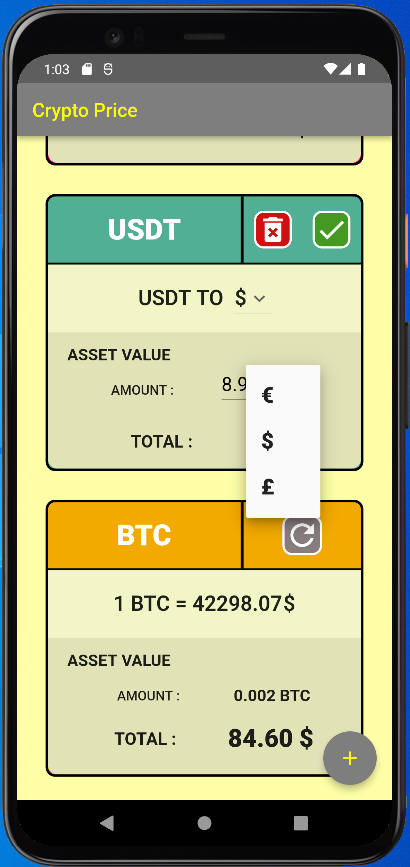 1:03
Crypto Price
USDT
USDT TO $
ASSET VALUE
AMOUNT : 8.9
TOTAL :
€
$
£
BTC
1 BTC = 42298.07$
ASSET VALUE
AMOUNT : 0.002 BTC
TOTAL : 84.60 $
+